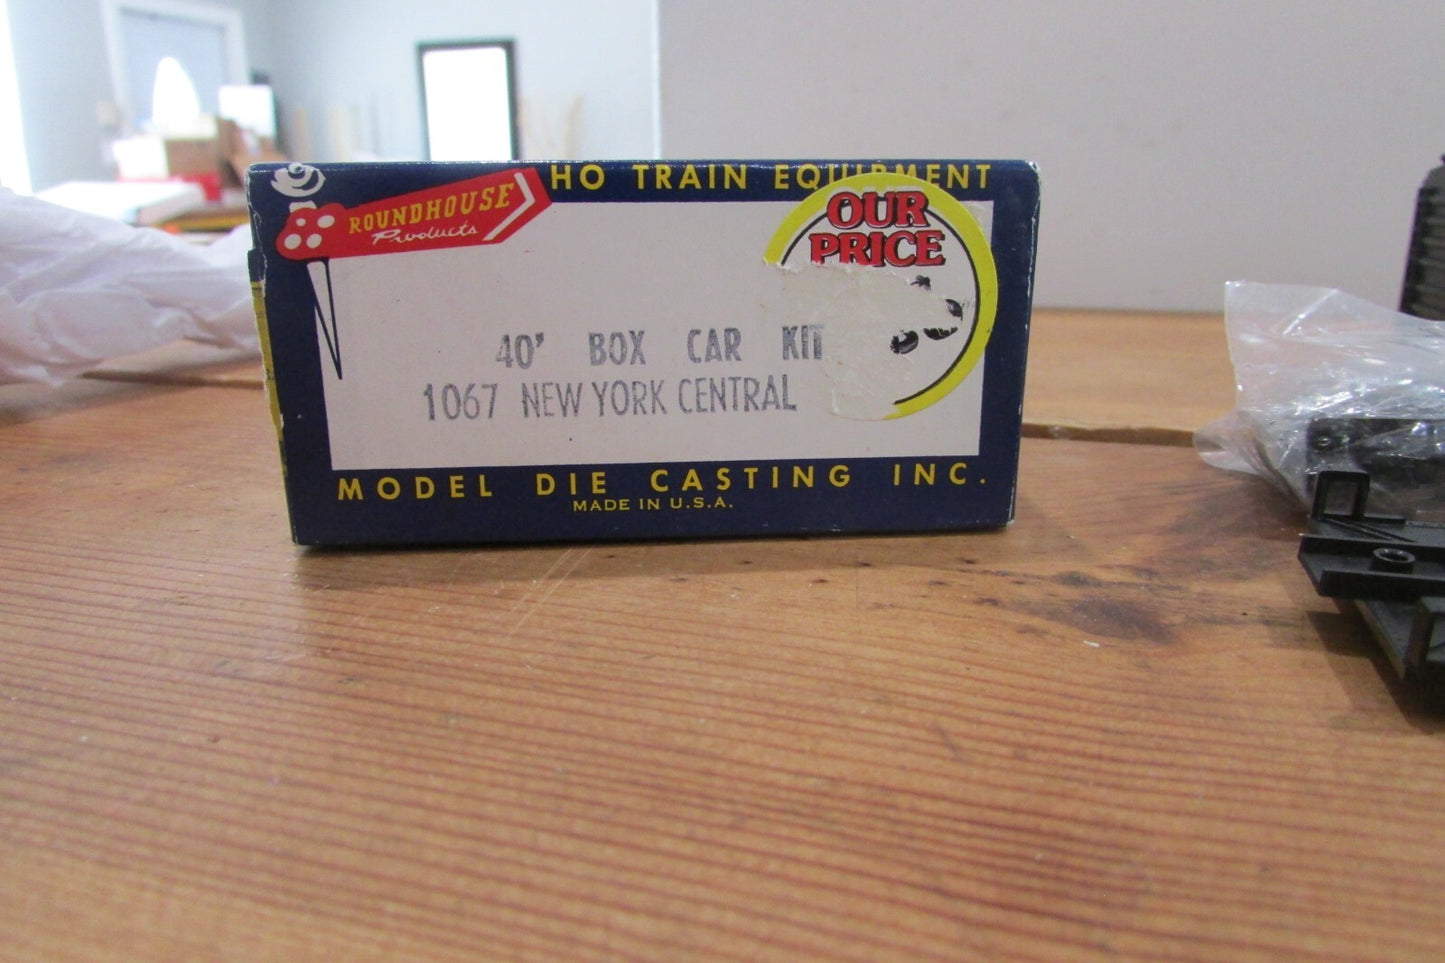 HO TRAIN EQUIPMENT
ROUNDHOUSE
Products
OUR
PRICE
40' BOX CAR KIT
1067 NEW YORK CENTRAL
MODEL DIE CASTING INC.
MADE IN U.S.A.